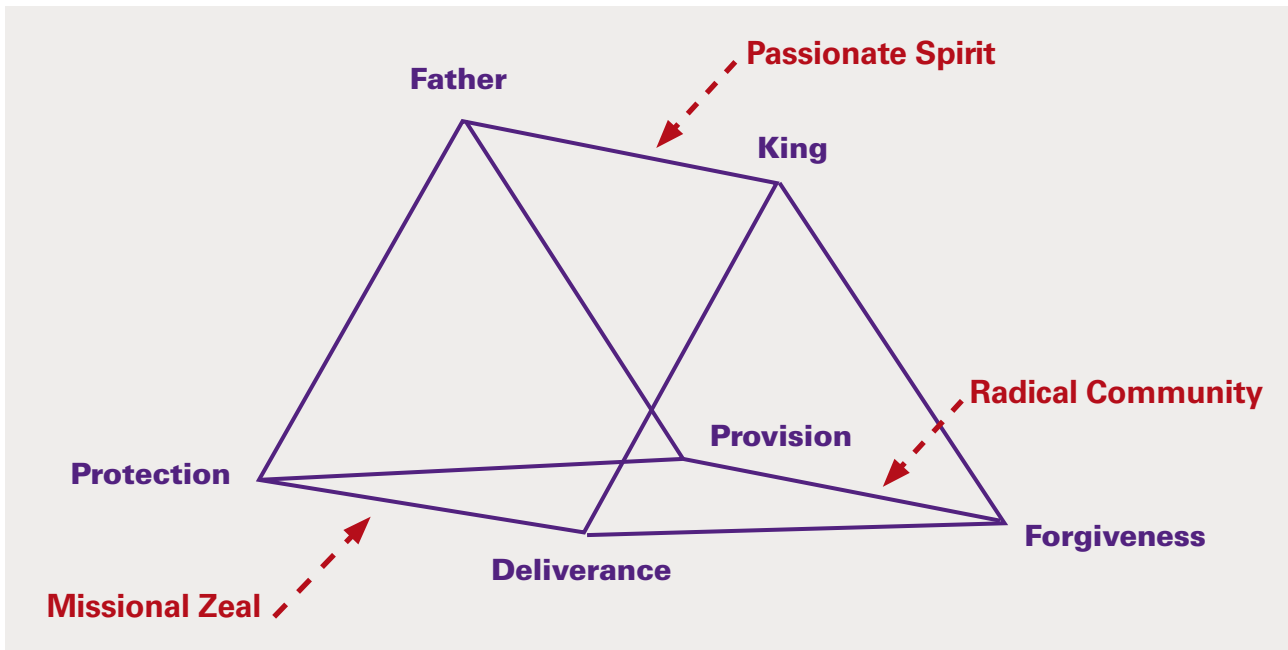 Passionate Spirit
Father
King
Radical Community
Provision
Protection
Forgiveness
Deliverance
Missional Zeal